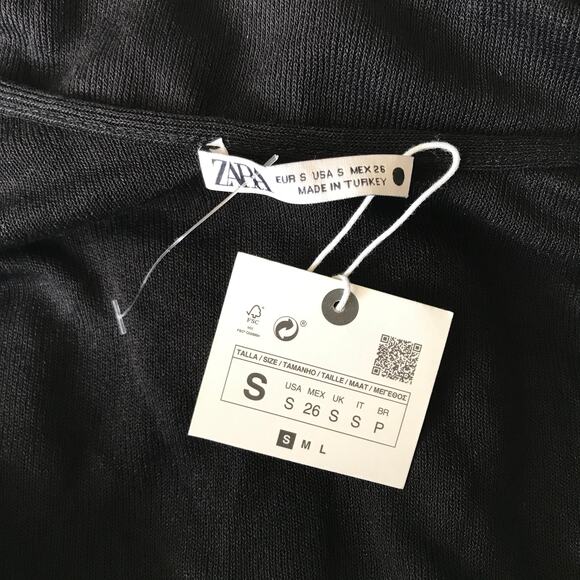 ZARA
EUR S USA S MEX 26
MADE IN TURKEY
FSC
®
TALLA / SIZE / TAMANHO / TAILLE / MAAT / ΜΕΓΕΘΟΣ
S
USA MEX UK IT BR
S 26 S S P
S M L